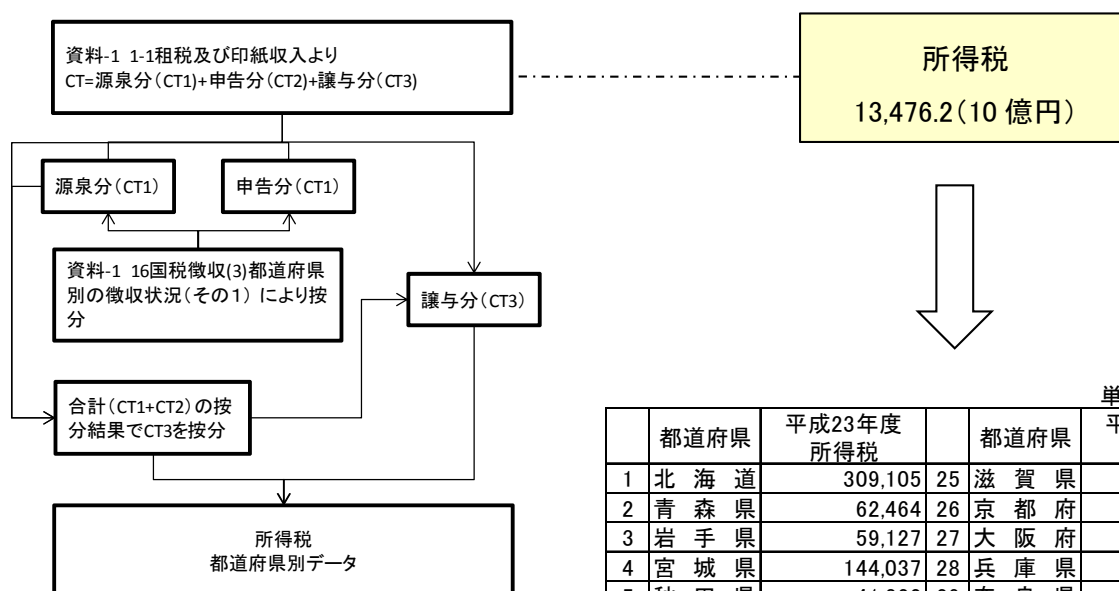 資料-1 1-1租税及び印紙収入より
CT=源泉分(CT1)+申告分(CT2)+譲与分(CT3)
所得税
13,476.2(10 億円)
源泉分(CT1)
申告分(CT1)
資料-1 16国税徴収(3)都道府県
別の徴収状況(その1) により按
分
譲与分(CT3)
合計(CT1+CT2)の按
分結果でCT3を按分
所得税
都道府県別データ
都道府県 平成23年度 都道府県
所得税
1 北海道 309,105 25 滋賀県
2 青森県 62,464 26 京都府
3 岩手県 59,127 27 大阪府
4 宮城県 144,037 28 兵庫県